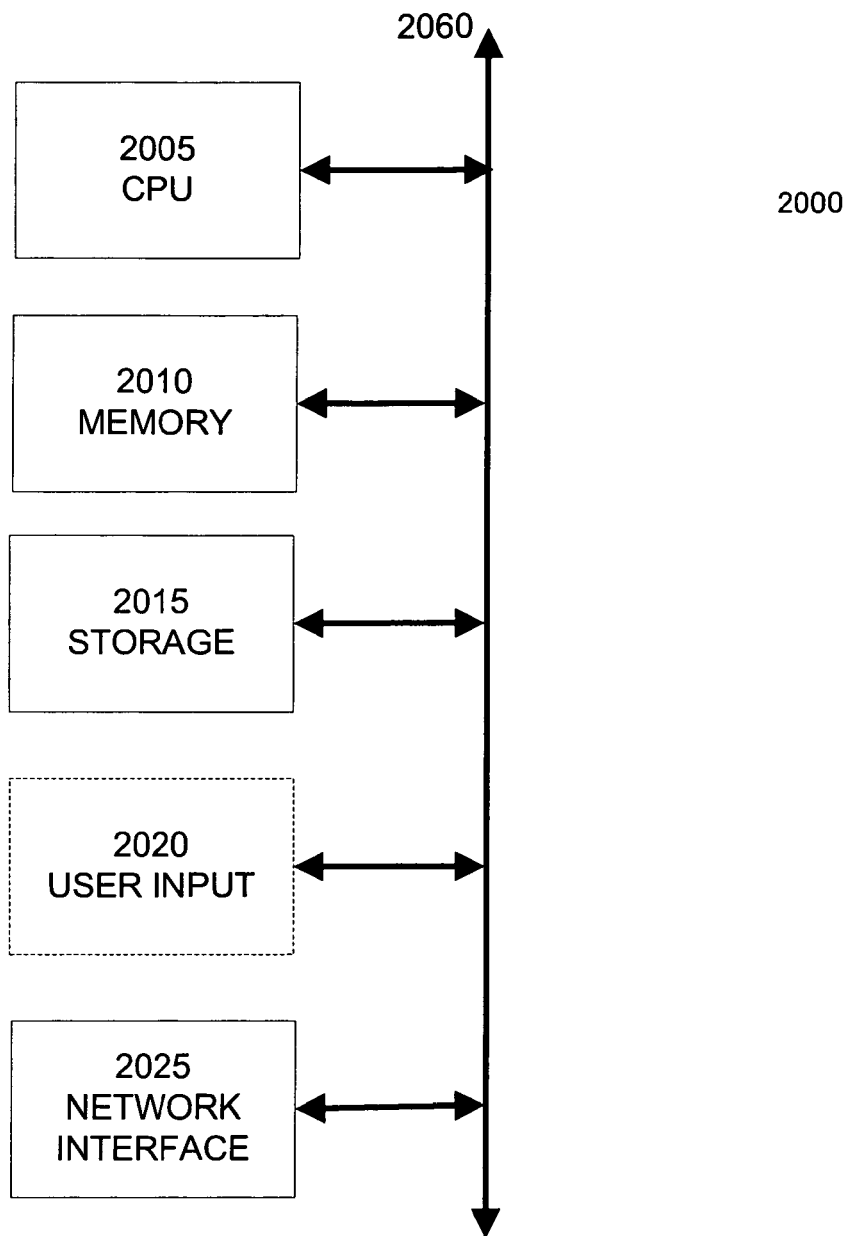 2060
2005
CPU
2000
2010
MEMORY
2015
STORAGE
2020
USER INPUT
2025
NETWORK
INTERFACE